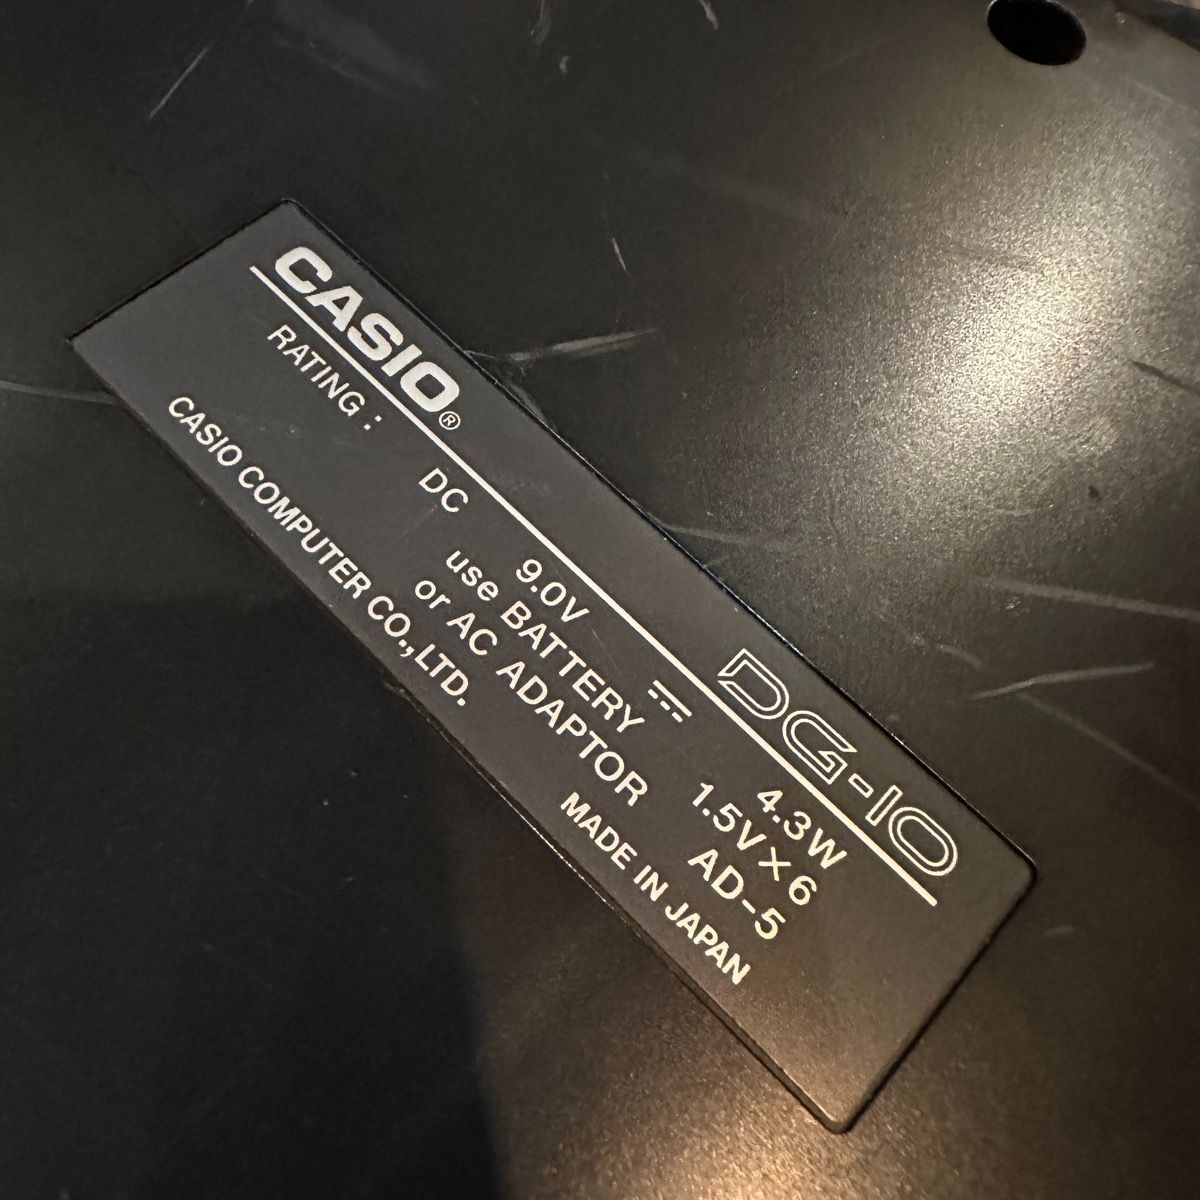 CASIO® DG-10
RATING : DC 9.0V ⎓ 4.3W
use BATTERY 1.5V×6
or AC ADAPTOR AD-5
CASIO COMPUTER CO.,LTD. MADE IN JAPAN